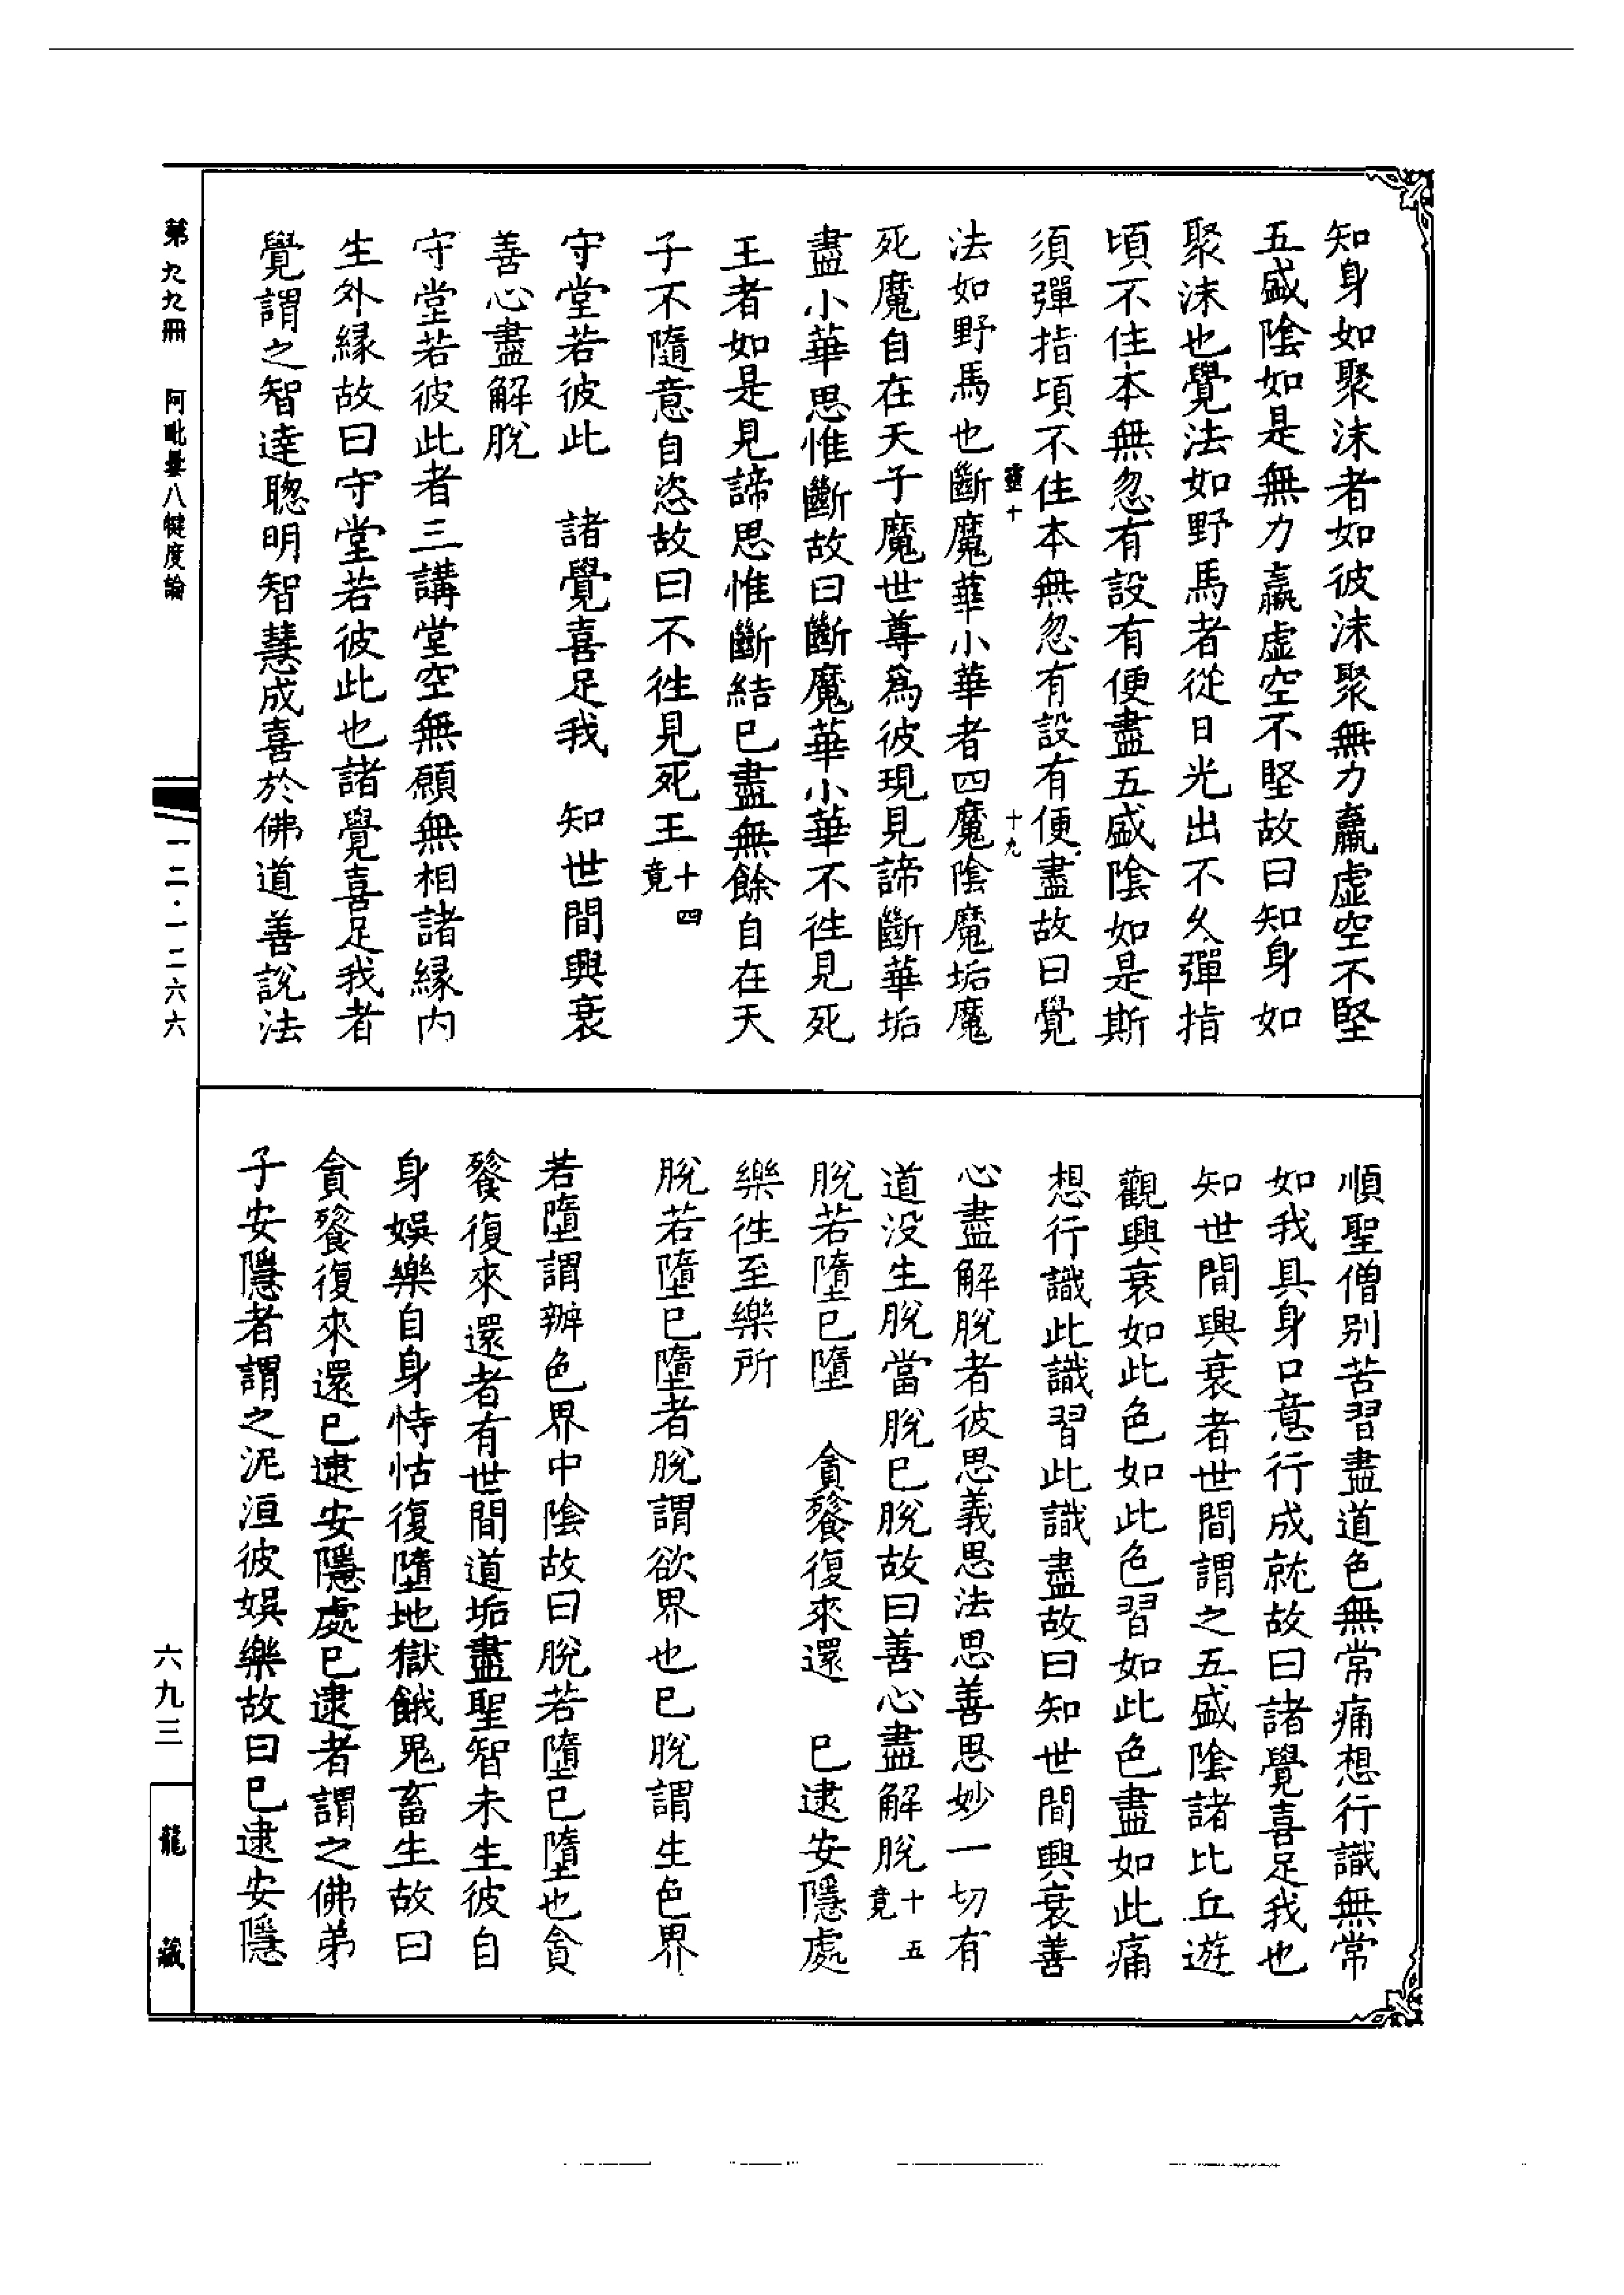 知身如聚沫者如彼沫聚無力羸虛空不堅
五盛陰如是無力羸虛空不堅故曰知身如
聚沫也覺法如野馬者從日光出不久彈指
頃不住本無忽有設有便盡五盛陰如是斯
須彈指頃不住本無忽有設有便盡故曰覺
靈十 十九
法如野馬也斷魔華小華者四魔陰魔垢魔
死魔自在天子魔世尊為彼現見諦斷華垢
盡小華思惟斷故曰斷魔華小華不徃見死
王者如是見諦思惟斷結已盡無餘自在天
子不隨意自恣故曰不徃見死王十四竟
守堂若彼此 諸覺喜足我 知世間興衰
善心盡解脫
守堂若彼此者三講堂空無願無相諸緣內
生外緣故曰守堂若彼此也諸覺喜足我者
覺謂之智達聰明智慧成喜於佛道善說法
順聖僧別苦習盡道色無常痛想行識無常
如我具身口意行成就故曰諸覺喜足我也
知世間興衰者世間謂之五盛陰諸比丘遊
觀興衰如此色如此色習如此色盡如此痛
想行識此識習此識盡故曰知世間興衰善
心盡解脫者彼思義思法思善思妙一切有
道沒生脫當脫已脫故曰善心盡解脫十五竟
脫若墮已墮 貪餮復來還 已逮安隱處
樂徃至樂所
脫若墮已墮者脫謂欲界也已脫謂生色界
若墮謂辦色界中陰故曰脫若墮已墮也貪
餮復來還者有世間道垢盡聖智未生彼自
身娛樂自身恃怙復墮地獄餓鬼畜生故曰
貪餮復來還已逮安隱處已逮者謂之佛弟
子安隱者謂之泥洹彼娛樂故曰已逮安隱
第九九冊 阿毗曇八犍度論
一二·一二六六
六九三
龍藏